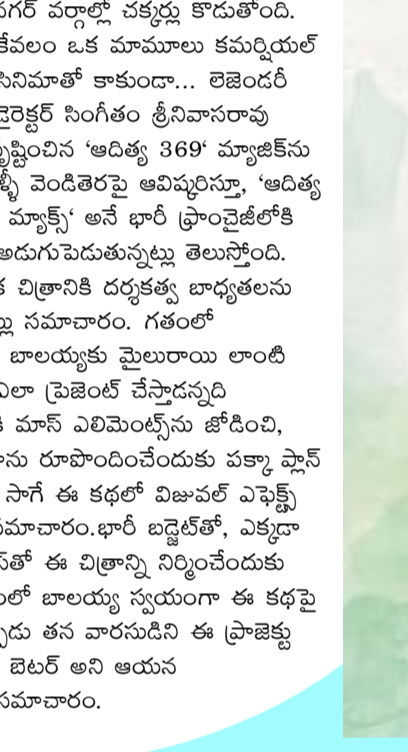 నగర్ వర్గాల్లో చక్కర్లు కొడుతోంది.
కేవలం ఒక మామూలు కమర్షియల్
సినిమాతో కాకుండా... లెజెండరీ
డైరెక్టర్ సింగీతం శ్రీనివాసరావు
సృష్టించిన ‘ఆదిత్య 369‘ మ్యాజిక్‌ను
వెండితెరపై ఆవిష్కరిస్తూ, ‘ఆదిత్య
మ్యాక్స్‘ అనే భారీ ఫ్రాంచైజీలోకి
అడుగుపెడుతున్నట్లు తెలుస్తోంది.
చిత్రానికి దర్శకత్వ బాధ్యతలను
సమాచారం. గతంలో
బాలయ్యకు మైలురాయి లాంటి
ఎలా ప్రెజెంట్ చేస్తాడన్నది
మాస్ ఎలిమెంట్స్‌ను జోడించి,
రూపొందించేందుకు పక్కా ప్లాన్
సాగే ఈ కథలో విజువల్ ఎఫెక్ట్స్
సమాచారం.భారీ బడ్జెట్‌తో, ఎక్కడా
ఈ చిత్రాన్ని నిర్మించేందుకు
బాలయ్య స్వయంగా ఈ కథపై
తన వారసుడిని ఈ ప్రాజెక్టు
బెటర్ అని ఆయన
సమాచారం.